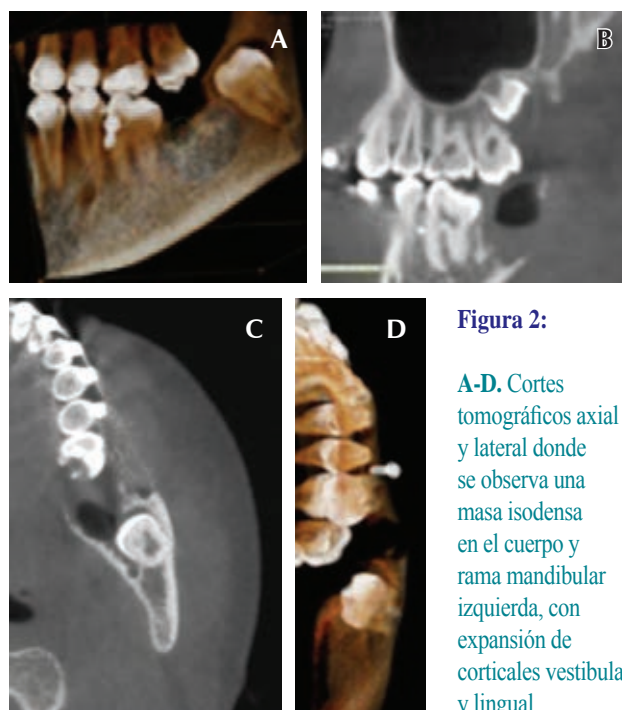 A
B
C
D
Figura 2:
A-D. Cortes
tomográficos axial
y lateral donde
se observa una
masa isodensa
en el cuerpo y
rama mandibular
izquierda, con
expansión de
corticales vestibula
y lingual